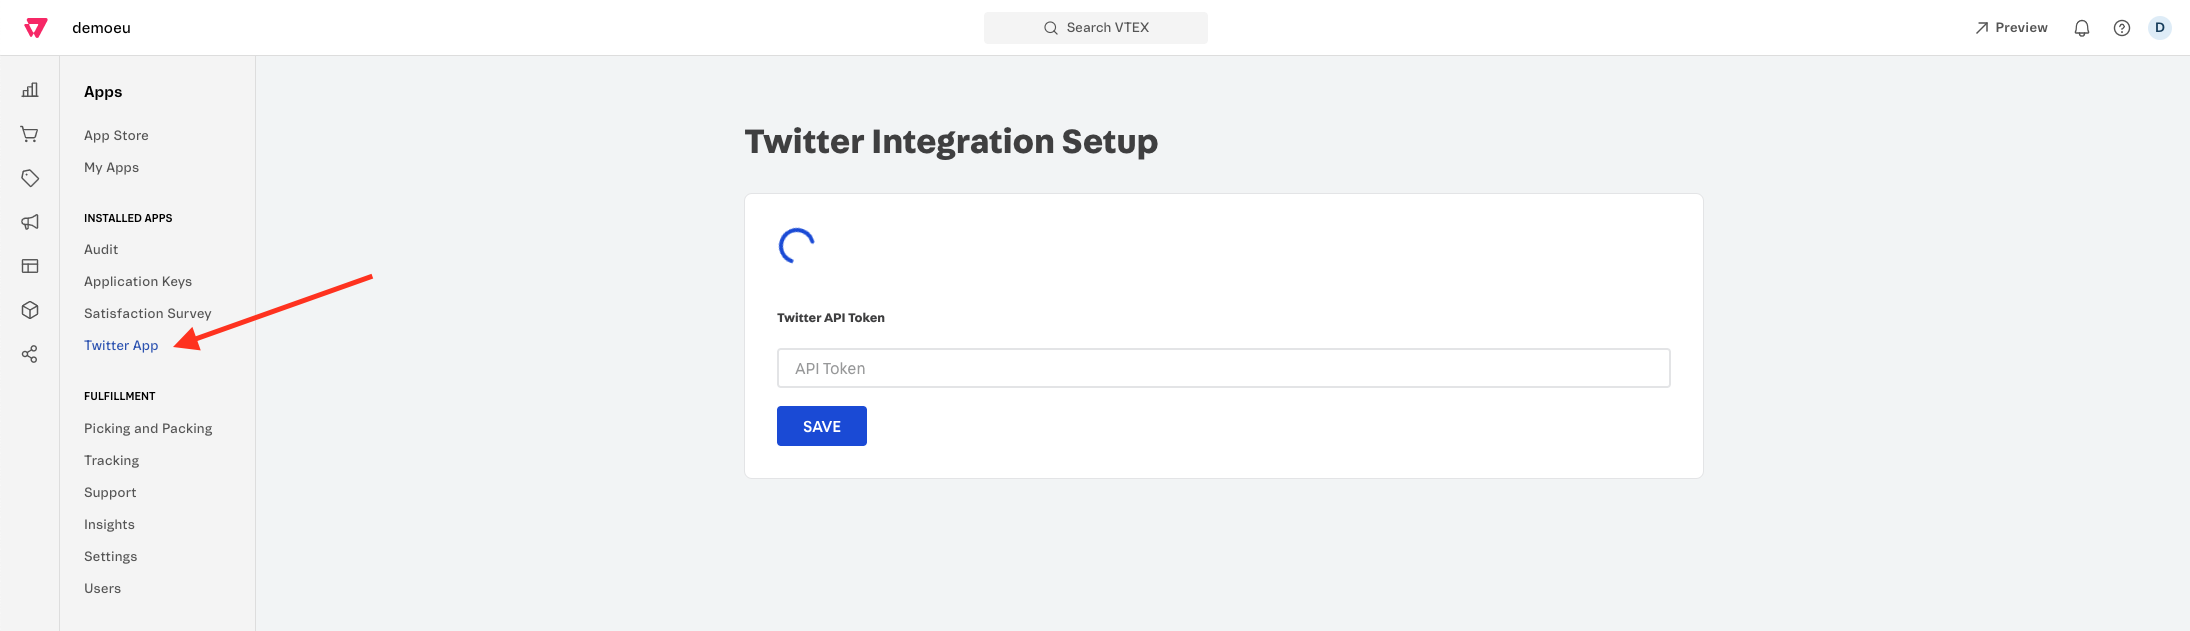 demoeu
Search VTEX
Preview
D
Apps
App Store
My Apps
INSTALLED APPS
Audit
Application Keys
Satisfaction Survey
Twitter App
FULFILLMENT
Picking and Packing
Tracking
Support
Insights
Settings
Users
Twitter Integration Setup
Twitter API Token
API Token
SAVE